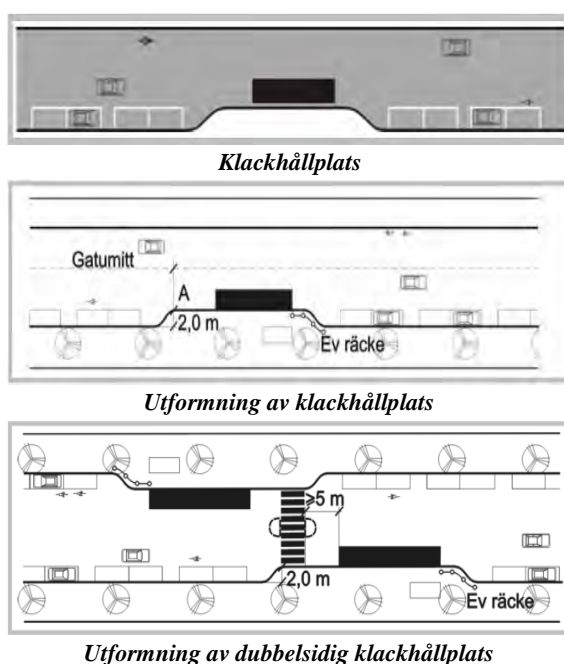 Klackhållplats
Gatumitt
A
2,0 m
Ev räcke
Utformning av klackhållplats
≥5 m
2,0 m
Ev räcke
Utformning av dubbelsidig klackhållplats